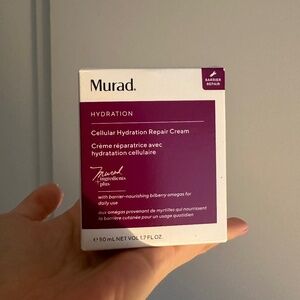 BARRIER
REPAIR
Murad.
HYDRATION
Cellular Hydration Repair Cream
Crème réparatrice avec
hydratation cellulaire
Murad
ingredients
plus
with barrier-nourishing bilberry omegas for
daily use
aux omégas provenant de myrtilles qui nourrissent
la barrière cutanée pour un usage quotidien
℮ 50 mL NET VOL 1.7 FL OZ.